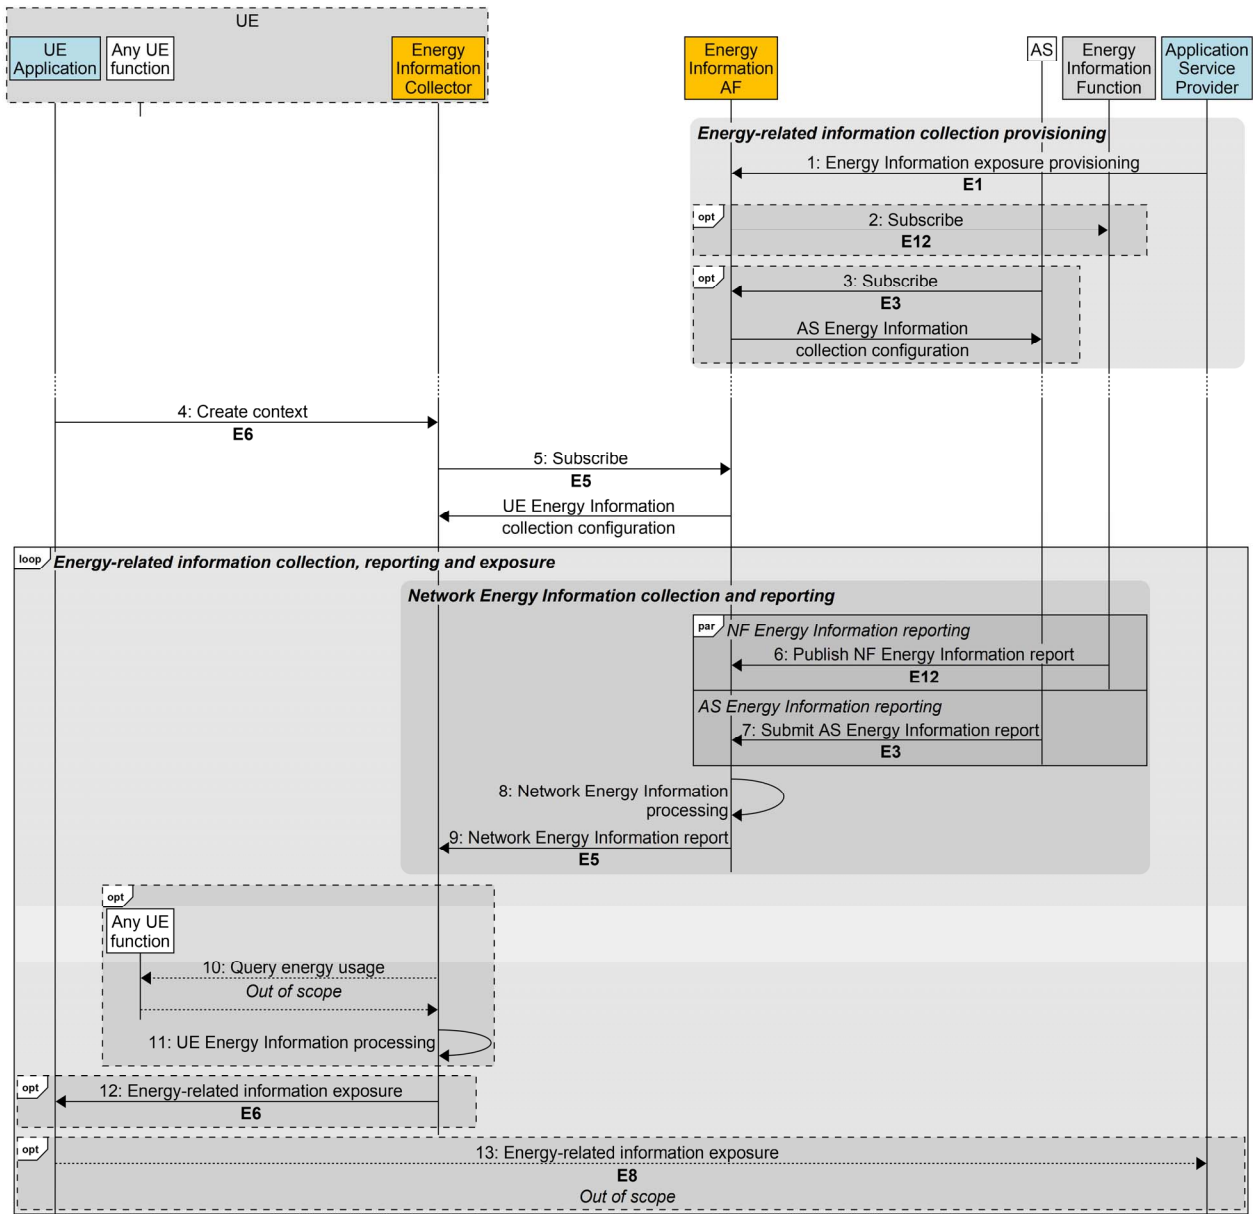 UE
UE
Application
Any UE
function
Energy
Information
Collector
Energy
Information
AF
AS
Energy
Information
Function
Application
Service
Provider
Energy-related information collection provisioning
1: Energy Information exposure provisioning
E1
opt
2: Subscribe
E12
opt
3: Subscribe
E3
AS Energy Information
collection configuration
4: Create context
E6
5: Subscribe
E5
UE Energy Information
collection configuration
loop
Energy-related information collection, reporting and exposure
Network Energy Information collection and reporting
par
NF Energy Information reporting
6: Publish NF Energy Information report
E12
AS Energy Information reporting
7: Submit AS Energy Information report
E3
8: Network Energy Information
processing
9: Network Energy Information report
E5
opt
Any UE
function
10: Query energy usage
Out of scope
11: UE Energy Information processing
opt
12: Energy-related information exposure
E6
opt
13: Energy-related information exposure
E8
Out of scope